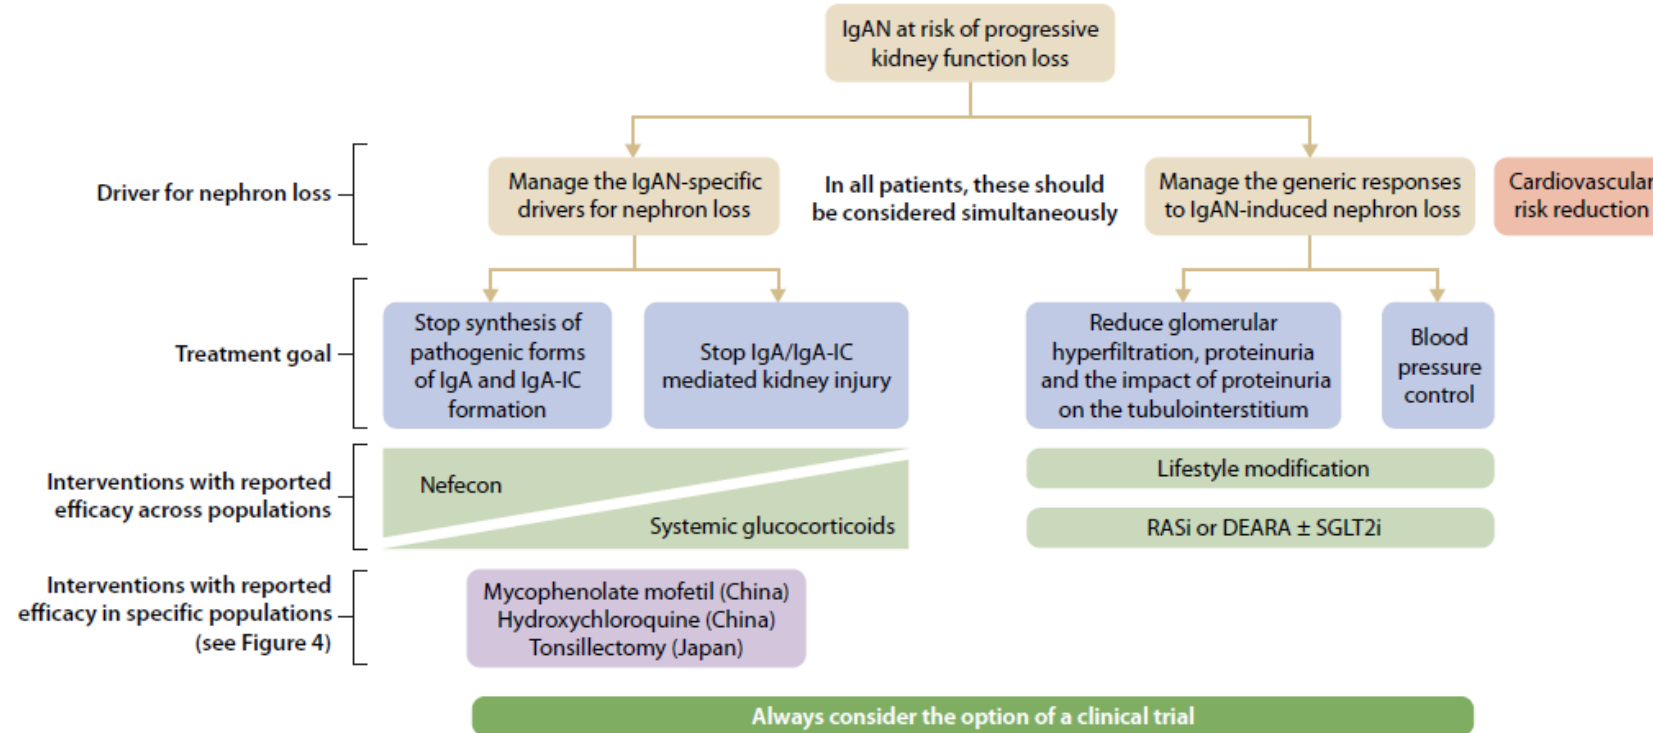 IgAN at risk of progressive
kidney function loss
Driver for nephron loss
Manage the IgAN-specific
drivers for nephron loss
In all patients, these should
be considered simultaneously
Manage the generic responses
to IgAN-induced nephron loss
Cardiovascular
risk reduction
Treatment goal
Stop synthesis of
pathogenic forms
of IgA and IgA-IC
formation
Stop IgA/IgA-IC
mediated kidney injury
Reduce glomerular
hyperfiltration, proteinuria
and the impact of proteinuria
on the tubulointerstitium
Blood
pressure
control
Interventions with reported
efficacy across populations
Nefecon
Systemic glucocorticoids
Lifestyle modification
RASi or DEARA ± SGLT2i
Interventions with reported
efficacy in specific populations
(see Figure 4)
Mycophenolate mofetil (China)
Hydroxychloroquine (China)
Tonsillectomy (Japan)
Always consider the option of a clinical trial